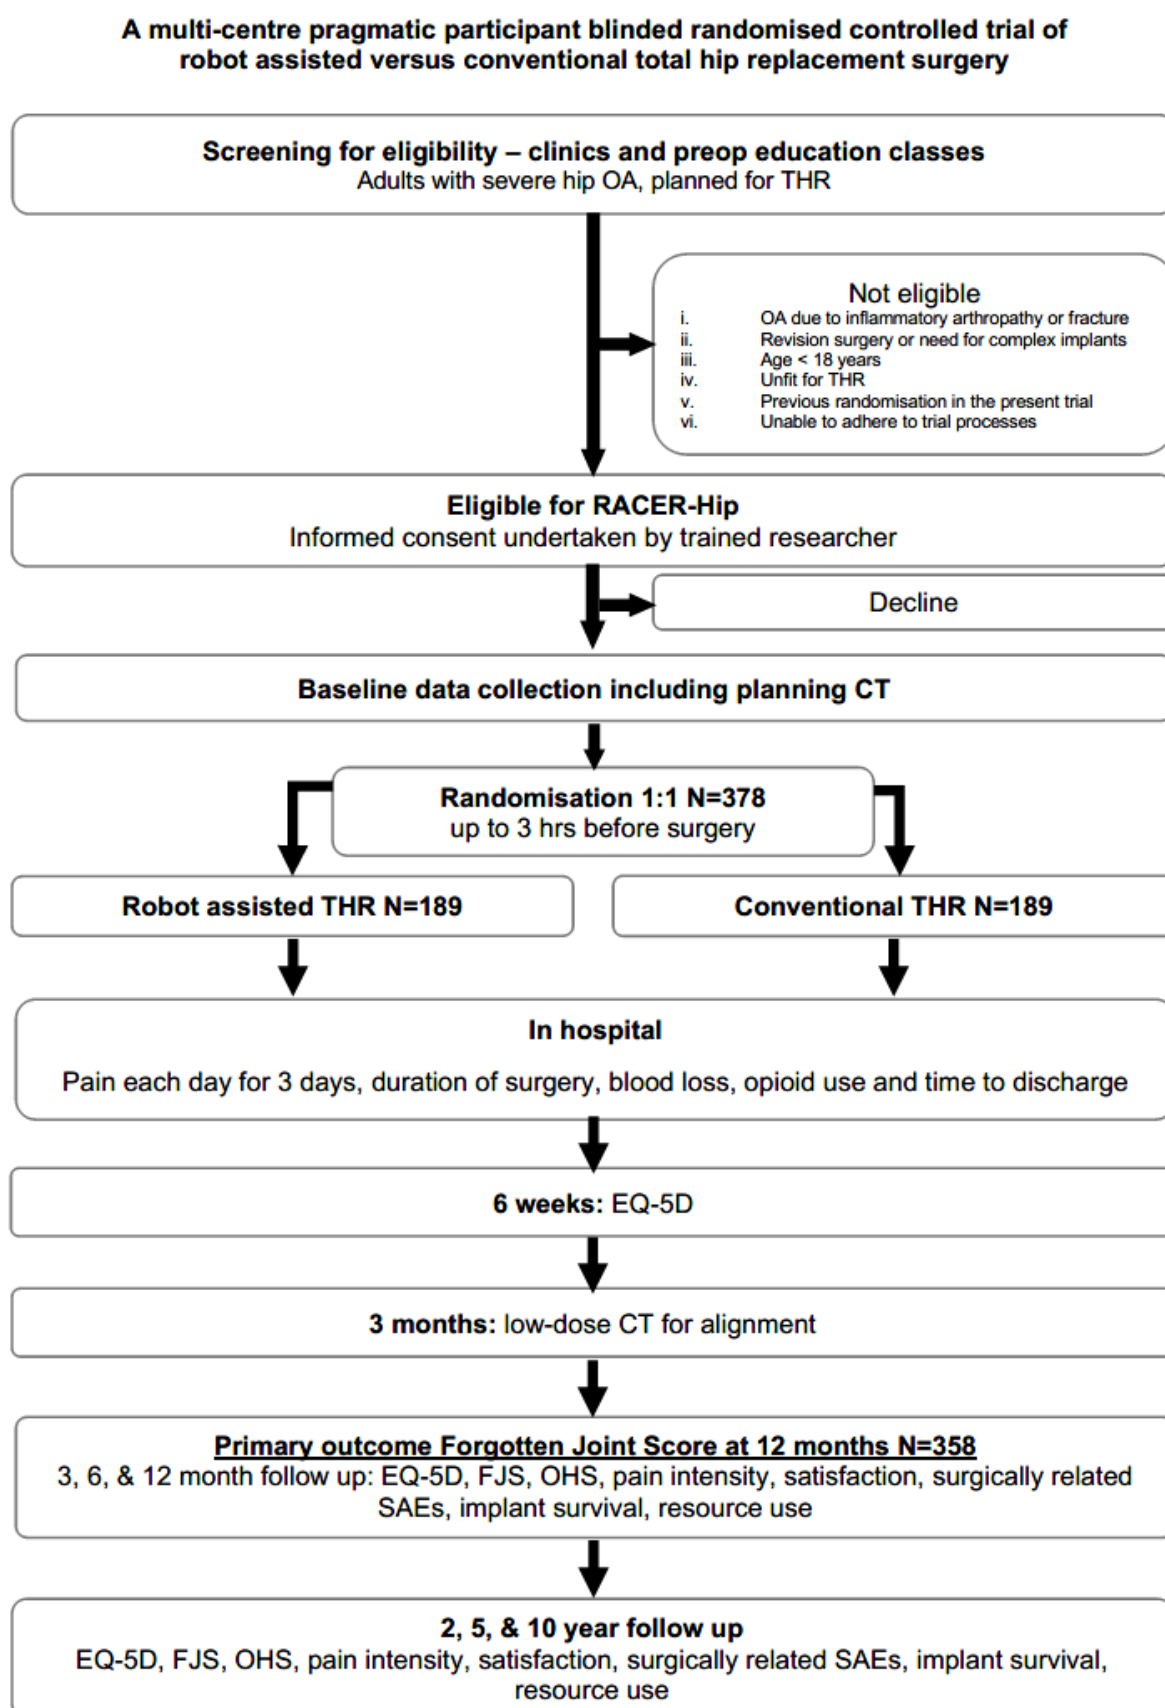 A multi-centre pragmatic participant blinded randomised controlled trial of
robot assisted versus conventional total hip replacement surgery
Screening for eligibility – clinics and preop education classes
Adults with severe hip OA, planned for THR
Not eligible
i. OA due to inflammatory arthropathy or fracture
ii. Revision surgery or need for complex implants
iii. Age < 18 years
iv. Unfit for THR
v. Previous randomisation in the present trial
vi. Unable to adhere to trial processes
Eligible for RACER-Hip
Informed consent undertaken by trained researcher
Decline
Baseline data collection including planning CT
Randomisation 1:1 N=378
up to 3 hrs before surgery
Robot assisted THR N=189
Conventional THR N=189
In hospital
Pain each day for 3 days, duration of surgery, blood loss, opioid use and time to discharge
6 weeks: EQ-5D
3 months: low-dose CT for alignment
Primary outcome Forgotten Joint Score at 12 months N=358
3, 6, & 12 month follow up: EQ-5D, FJS, OHS, pain intensity, satisfaction, surgically related
SAEs, implant survival, resource use
2, 5, & 10 year follow up
EQ-5D, FJS, OHS, pain intensity, satisfaction, surgically related SAEs, implant survival,
resource use